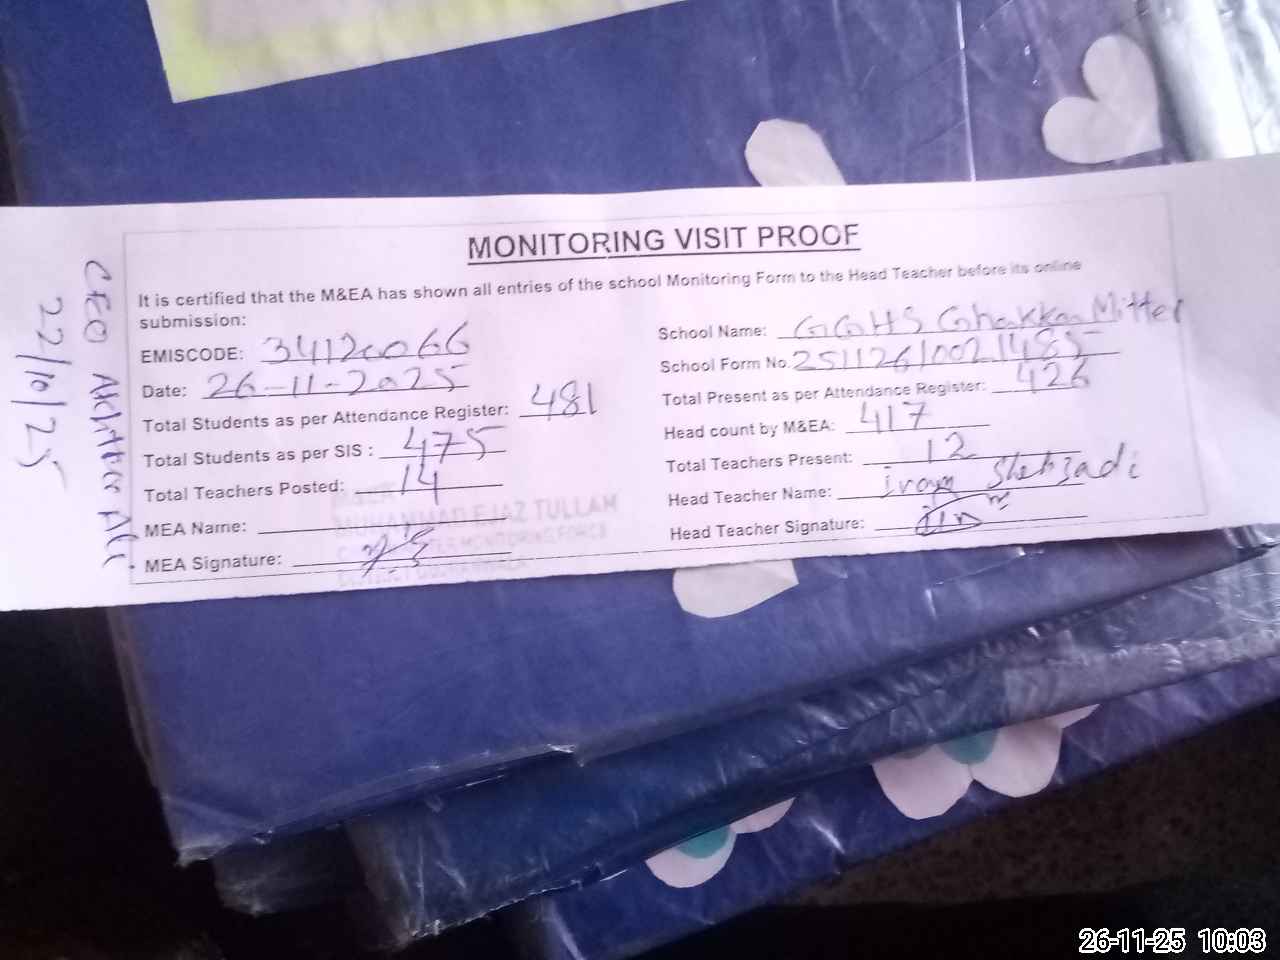 MONITORING VISIT PROOF
It is certified that the M&EA has shown all entries of the school Monitoring Form to the Head Teacher before its online
submission:
EMISCODE: 34120066
Date: 26-11-2025
Total Students as per Attendance Register: 481
Total Students as per SIS : 475
Total Teachers Posted: 14
MEA Name:
MUHAMMAD EJAZ TULLAM
MEA Signature:
School Name: GGHS Ghakka Mitter
School Form No. 25112610021485
Total Present as per Attendance Register: 426
Head count by M&EA: 417
Total Teachers Present: 12
Head Teacher Name: iram Shehzadi
Head Teacher Signature:
CEO Akhtter Ali
22/10/25
26-11-25 10:03